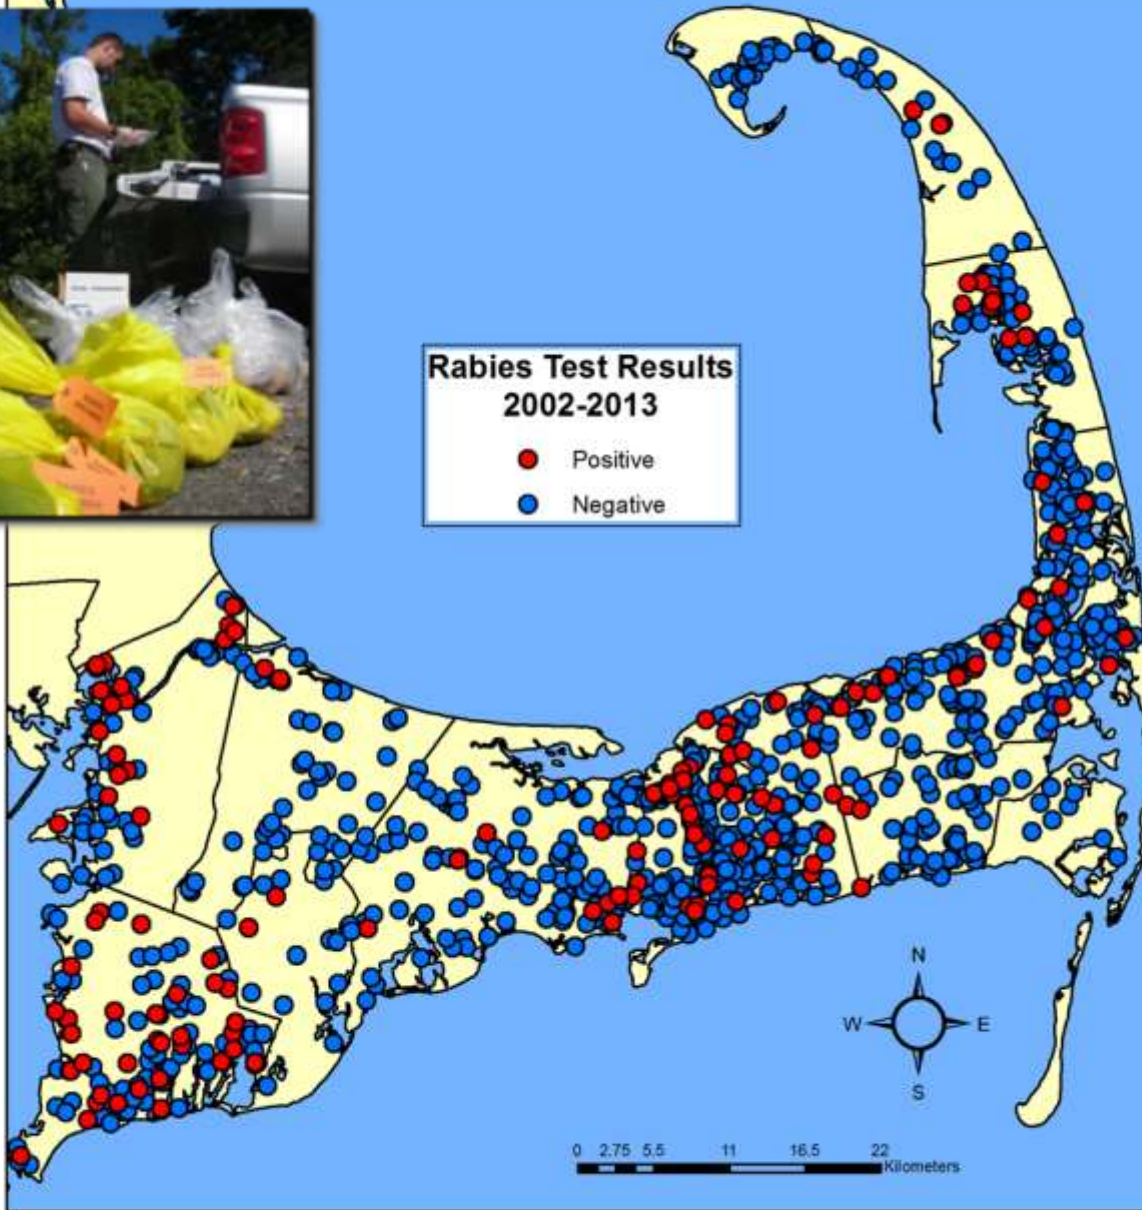 Rabies Test Results
2002-2013
Positive
Negative
N
W
E
S
0 2.75 5.5 11 16.5 22
Kilometers